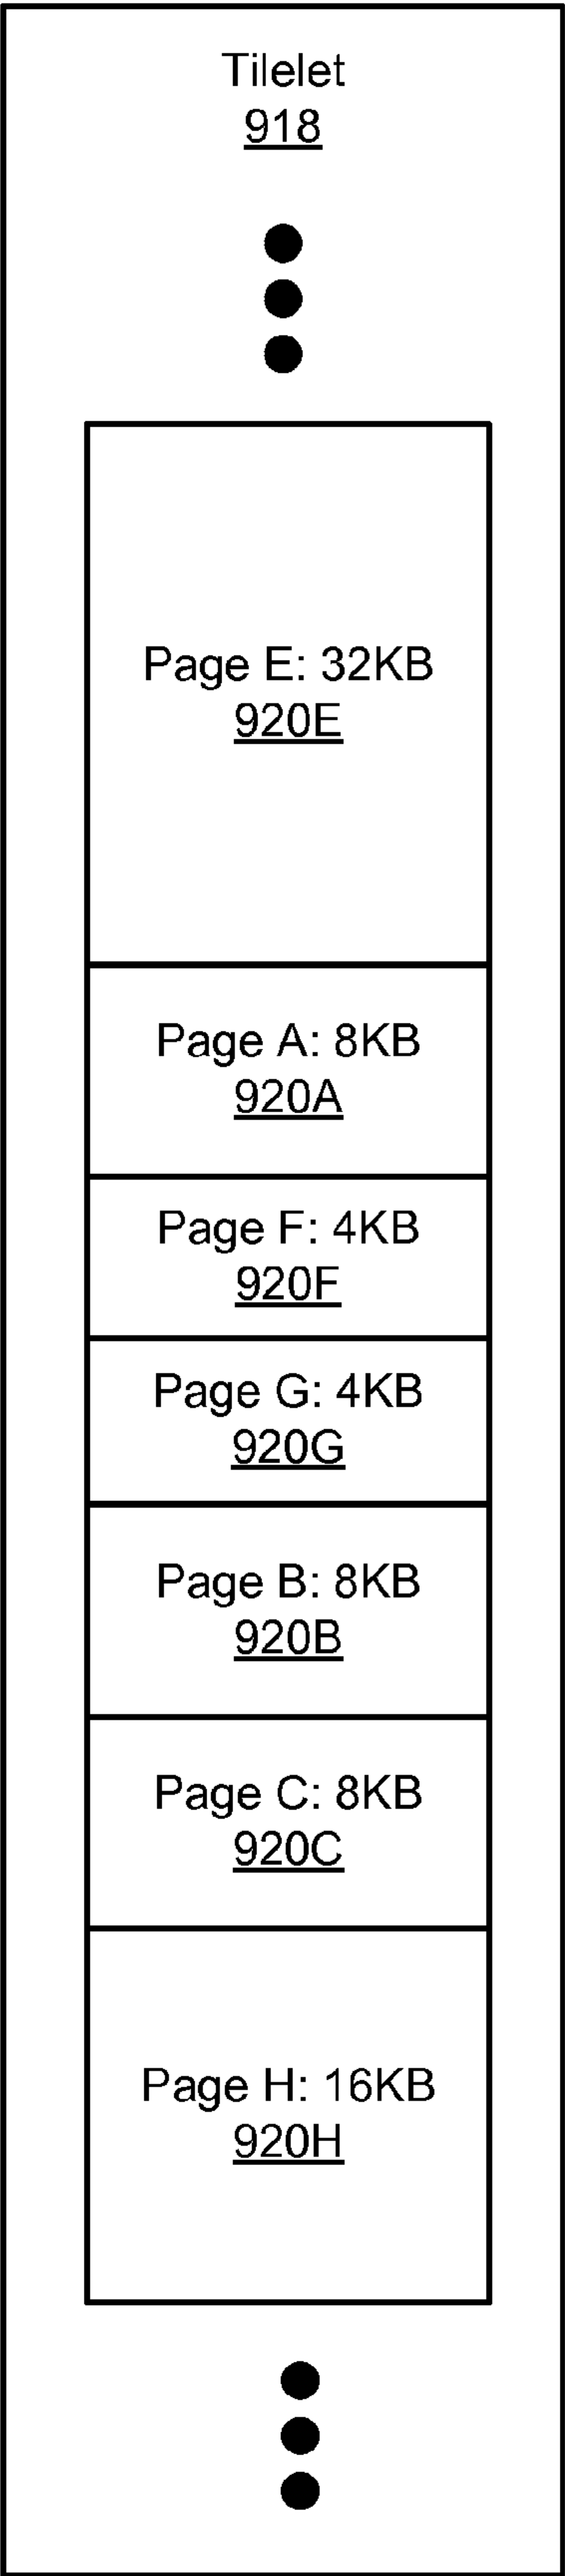 Tilelet
918
Page E: 32KB
920E
Page A: 8KB
920A
Page F: 4KB
920F
Page G: 4KB
920G
Page B: 8KB
920B
Page C: 8KB
920C
Page H: 16KB
920H